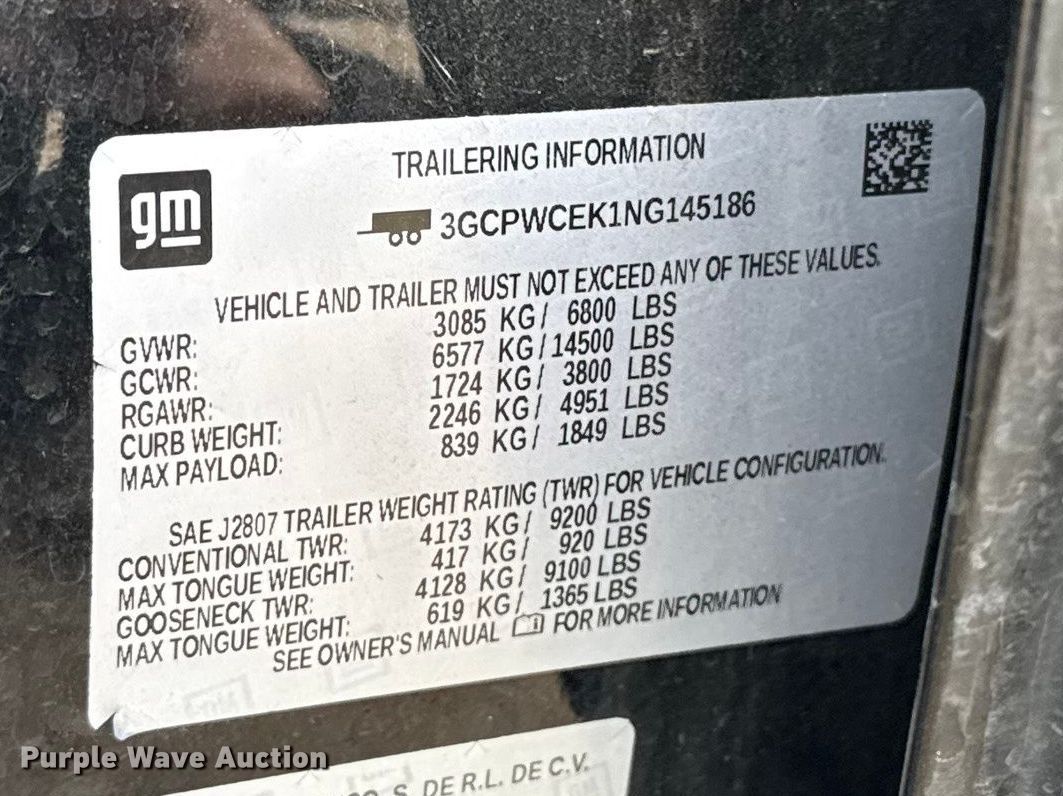 gm
TRAILERING INFORMATION
3GCPWCEK1NG145186
VEHICLE AND TRAILER MUST NOT EXCEED ANY OF THESE VALUES.
GVWR: 3085 KG/ 6800 LBS
GCWR: 6577 KG/14500 LBS
RGAWR: 1724 KG/ 3800 LBS
CURB WEIGHT: 2246 KG/ 4951 LBS
MAX PAYLOAD: 839 KG/ 1849 LBS
SAE J2807 TRAILER WEIGHT RATING (TWR) FOR VEHICLE CONFIGURATION.
CONVENTIONAL TWR: 4173 KG/ 9200 LBS
MAX TONGUE WEIGHT: 417 KG/ 920 LBS
GOOSENECK TWR: 4128 KG/ 9100 LBS
MAX TONGUE WEIGHT: 619 KG/ 1365 LBS
SEE OWNER'S MANUAL FOR MORE INFORMATION
Purple Wave Auction
S. DE R.L. DE C.V.